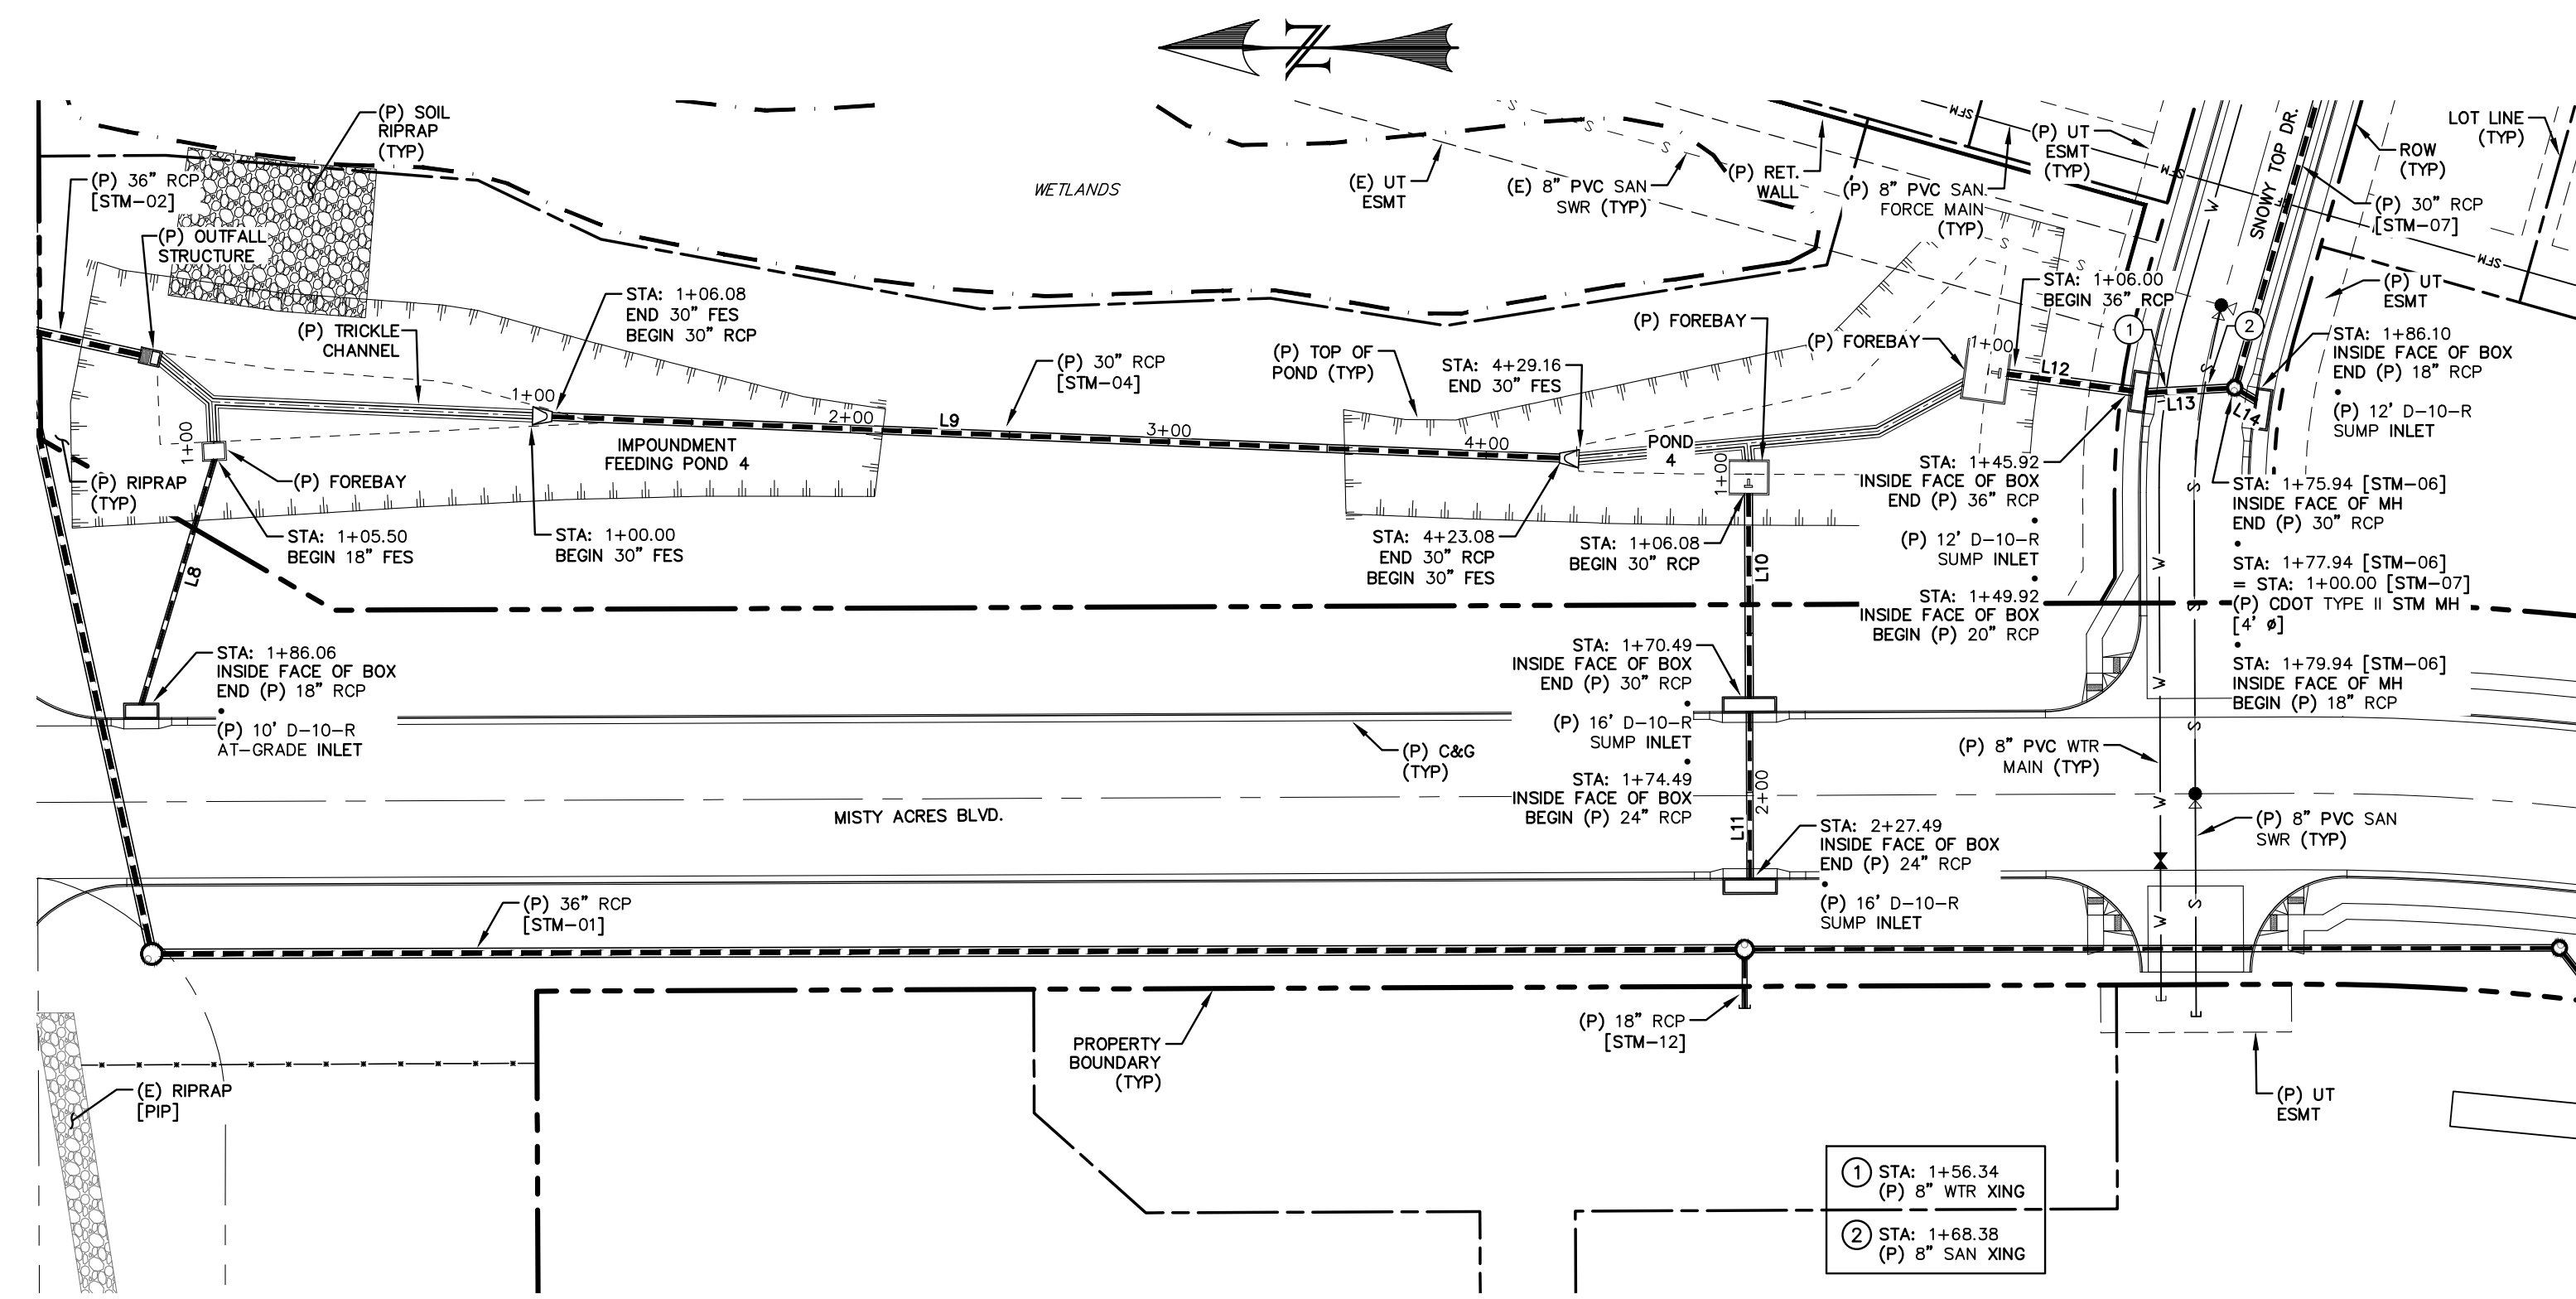 N
(P) SOIL
RIPRAP
(TYP)
(P) 36" RCP
[STM-02]
(P) OUTFALL
STRUCTURE
(P) TRICKLE
CHANNEL
STA: 1+06.08
END 30" FES
BEGIN 30" RCP
WETLANDS
(P) 30" RCP
[STM-04]
(E) UT
ESMT
(E) 8" PVC SAN
SWR (TYP)
(P) RET.
WALL
(P) 8" PVC SAN
FORCE MAIN
(TYP)
(P) UT
ESMT
(TYP)
SFM
SFM
SFM
SFM
S
S
S
S
SNOWY TOP DR.
W
ROW
(TYP)
LOT LINE
(TYP)
(P) 30" RCP
[STM-07]
(P) UT
ESMT
(P) TOP OF
POND (TYP)
STA: 4+29.16
END 30" FES
(P) FOREBAY
(P) FOREBAY
STA: 1+06.00
BEGIN 36" RCP
1
2
STA: 1+86.10
INSIDE FACE OF BOX
END (P) 18" RCP
•
(P) 12' D-10-R
SUMP INLET
1+00
L12
L13
L14
S
1+00
1+00
2+00
L9
3+00
4+00
IMPOUNDMENT
FEEDING POND 4
POND
4
1+00
(P) RIPRAP
(TYP)
(P) FOREBAY
STA: 1+05.50
BEGIN 18" FES
STA: 1+00.00
BEGIN 30" FES
STA: 4+23.08
END 30" RCP
BEGIN 30" FES
STA: 1+06.08
BEGIN 30" RCP
L8
L10
STA: 1+45.92
INSIDE FACE OF BOX
END (P) 36" RCP
•
(P) 12' D-10-R
SUMP INLET
•
STA: 1+49.92
INSIDE FACE OF BOX
BEGIN (P) 20" RCP
STA: 1+75.94 [STM-06]
INSIDE FACE OF MH
END (P) 30" RCP
•
STA: 1+77.94 [STM-06]
= STA: 1+00.00 [STM-07]
(P) CDOT TYPE II STM MH
[4' ø]
•
STA: 1+79.94 [STM-06]
INSIDE FACE OF MH
BEGIN (P) 18" RCP
S
W
S
W
S
W
S
W
STA: 1+86.06
INSIDE FACE OF BOX
END (P) 18" RCP
•
(P) 10' D-10-R
AT-GRADE INLET
STA: 1+70.49
INSIDE FACE OF BOX
END (P) 30" RCP
•
(P) 16' D-10-R
SUMP INLET
•
STA: 1+74.49
INSIDE FACE OF BOX
BEGIN (P) 24" RCP
(P) C&G
(TYP)
2+00
L11
(P) 8" PVC WTR
MAIN (TYP)
MISTY ACRES BLVD.
STA: 2+27.49
INSIDE FACE OF BOX
END (P) 24" RCP
•
(P) 16' D-10-R
SUMP INLET
(P) 8" PVC SAN
SWR (TYP)
(P) 36" RCP
[STM-01]
(P) 18" RCP
[STM-12]
PROPERTY
BOUNDARY
(TYP)
(E) RIPRAP
[PIP]
(P) UT
ESMT
1 STA: 1+56.34
(P) 8" WTR XING
2 STA: 1+68.38
(P) 8" SAN XING